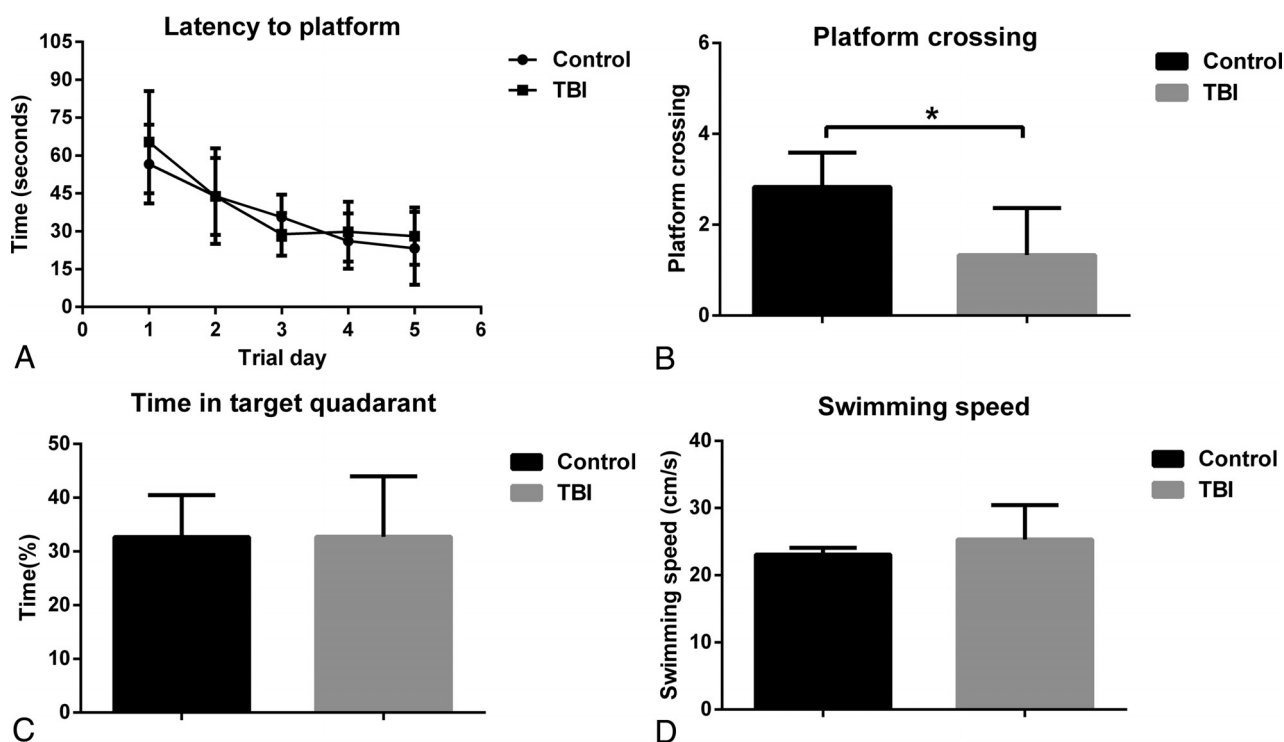 Latency to platform
105
90
75
60
45
30
15
0
Time (seconds)
0 1 2 3 4 5 6
Trial day
Control
TBI
A
Platform crossing
6
4
2
0
Platform crossing
*
Control
TBI
B
Time in target quadarant
50
40
30
20
10
0
Time(%)
Control
TBI
C
Swimming speed
40
30
20
10
0
Swimming speed (cm/s)
Control
TBI
D